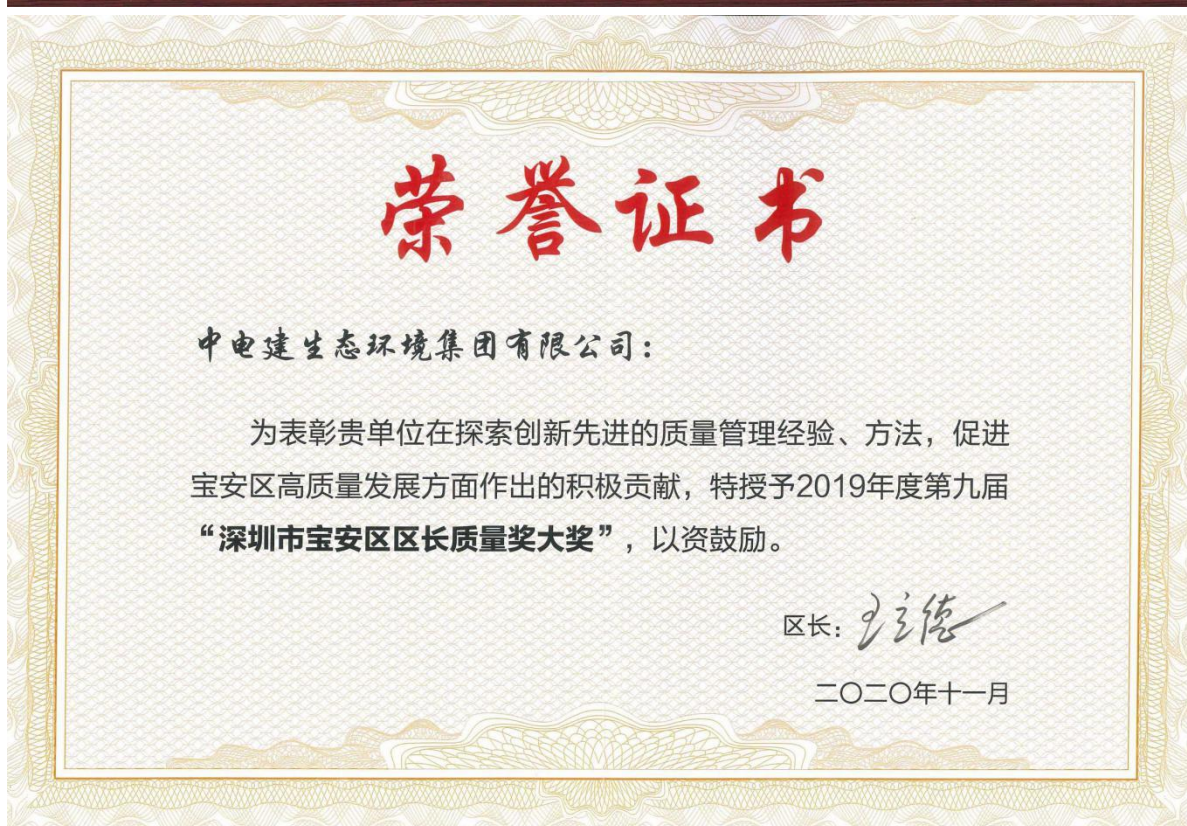 荣誉证书
中电建生态环境集团有限公司：
为表彰贵单位在探索创新先进的质量管理经验、方法，促进
宝安区高质量发展方面作出的积极贡献，特授予2019年度第九届
“深圳市宝安区区长质量奖大奖”，以资鼓励。
区长：王立德
二〇二〇年十一月